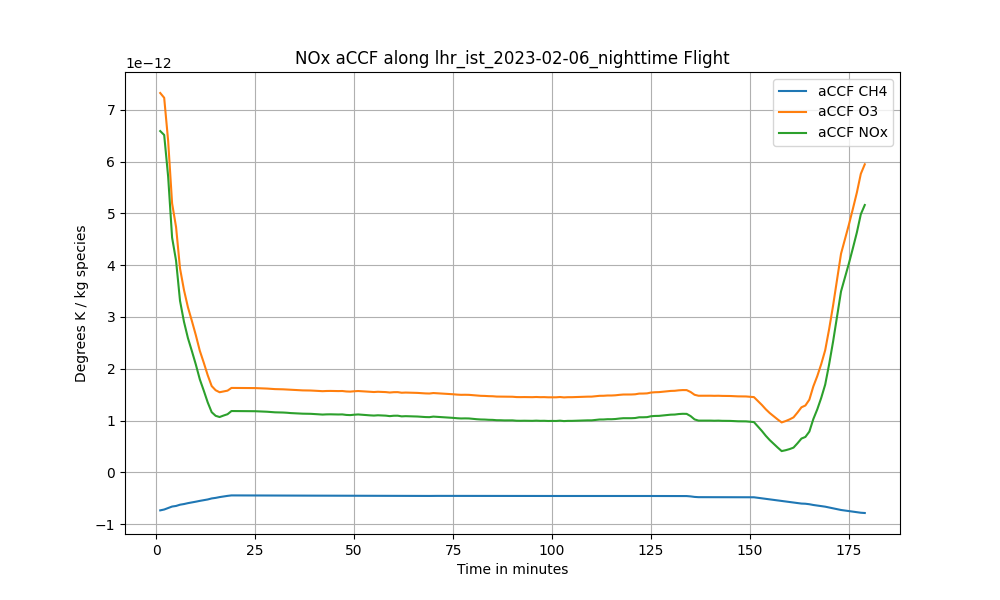 NOx aCCF along lhr_ist_2023-02-06_nighttime Flight
1e−12
aCCF CH4
aCCF O3
aCCF NOx
7
6
5
4
3
2
1
0
−1
Degrees K / kg species
0 25 50 75 100 125 150 175
Time in minutes